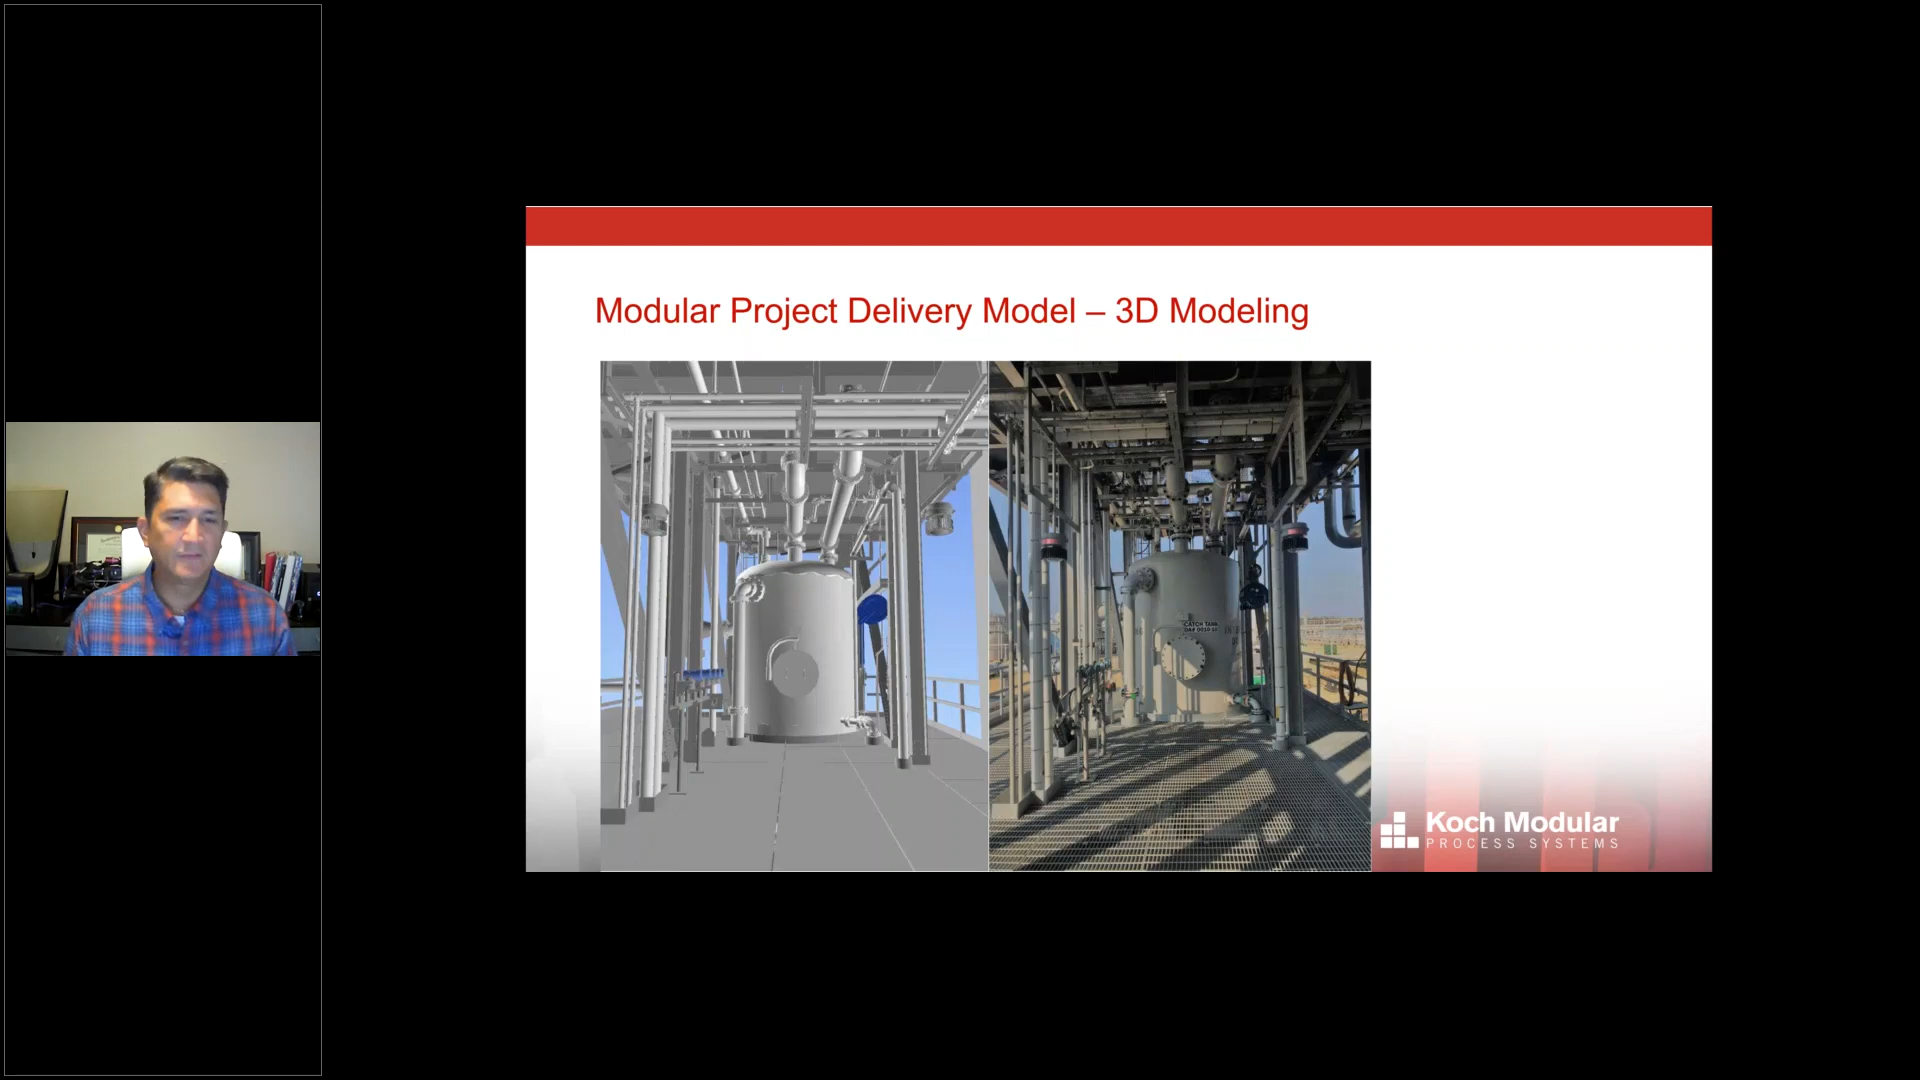 Modular Project Delivery Model – 3D Modeling
CATCH TANK
Koch Modular
PROCESS SYSTEMS